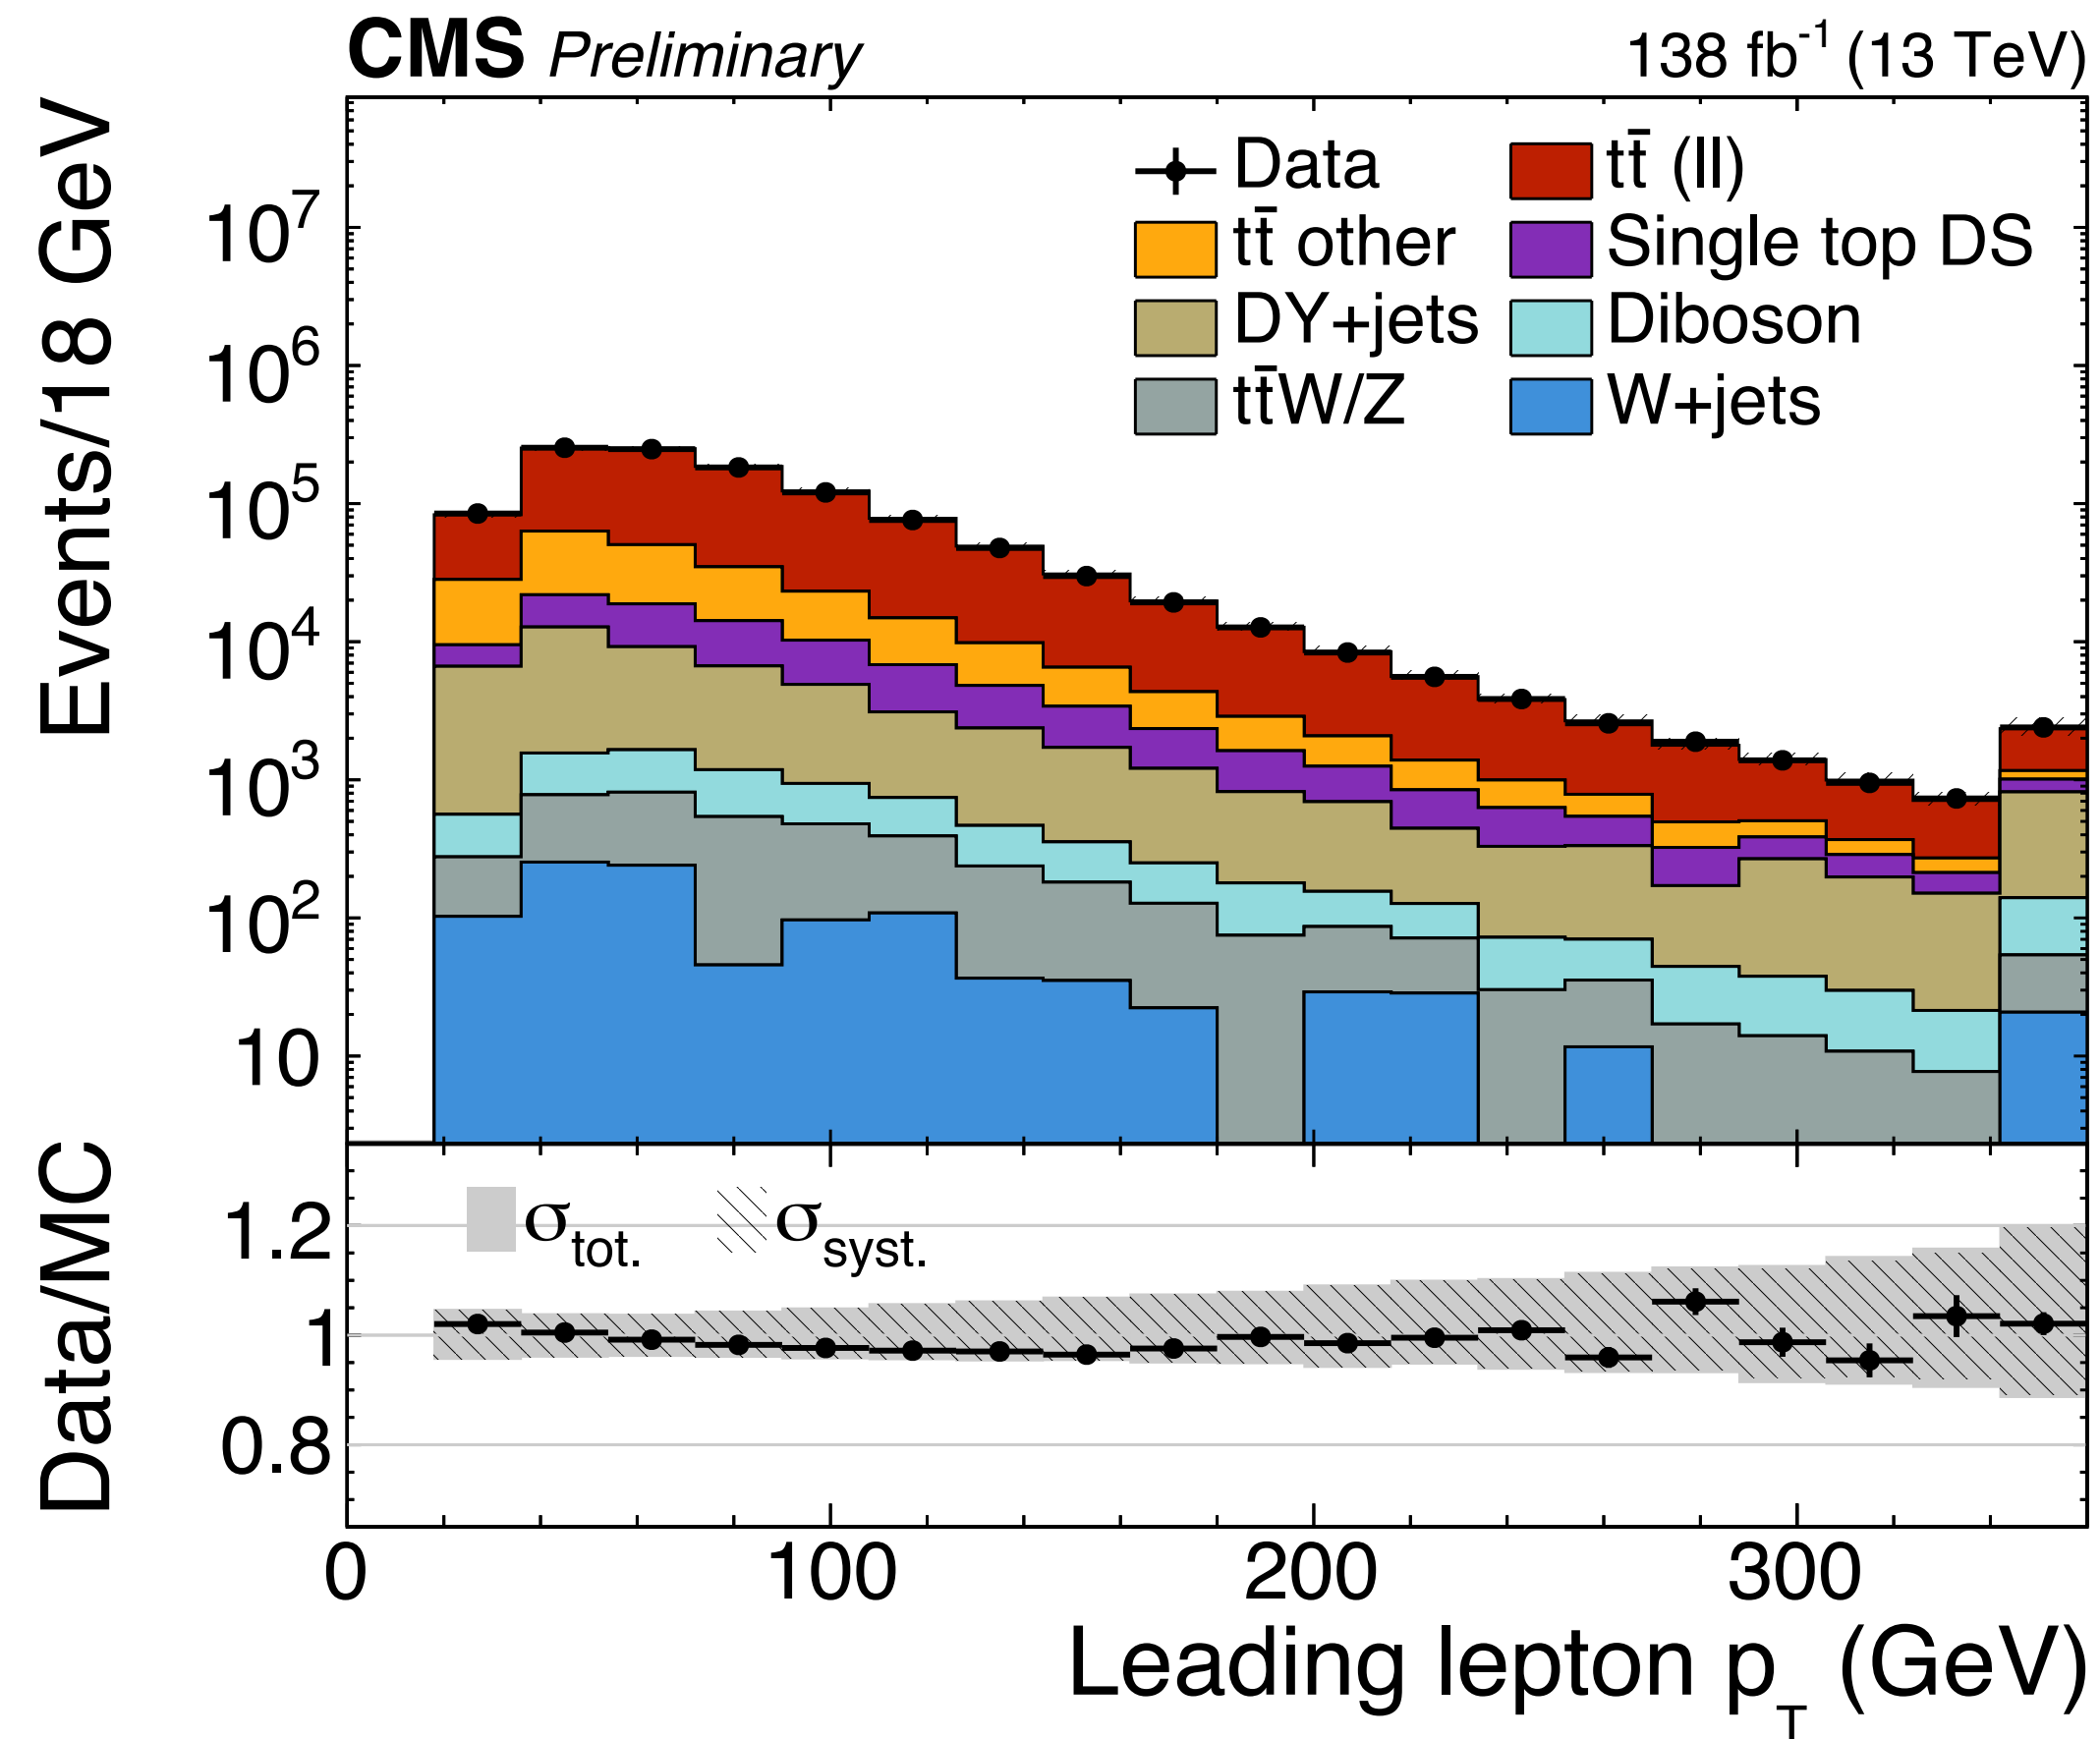 CMS Preliminary 138 fb⁻¹ (13 TeV)
Events/18 GeV
10⁷
10⁶
10⁵
10⁴
10³
10²
10
Data
tt̄ (ll)
tt̄ other
Single top DS
DY+jets
Diboson
tt̄W/Z
W+jets
Data/MC
1.2
1
0.8
σtot.
σsyst.
0 100 200 300
Leading lepton pT (GeV)